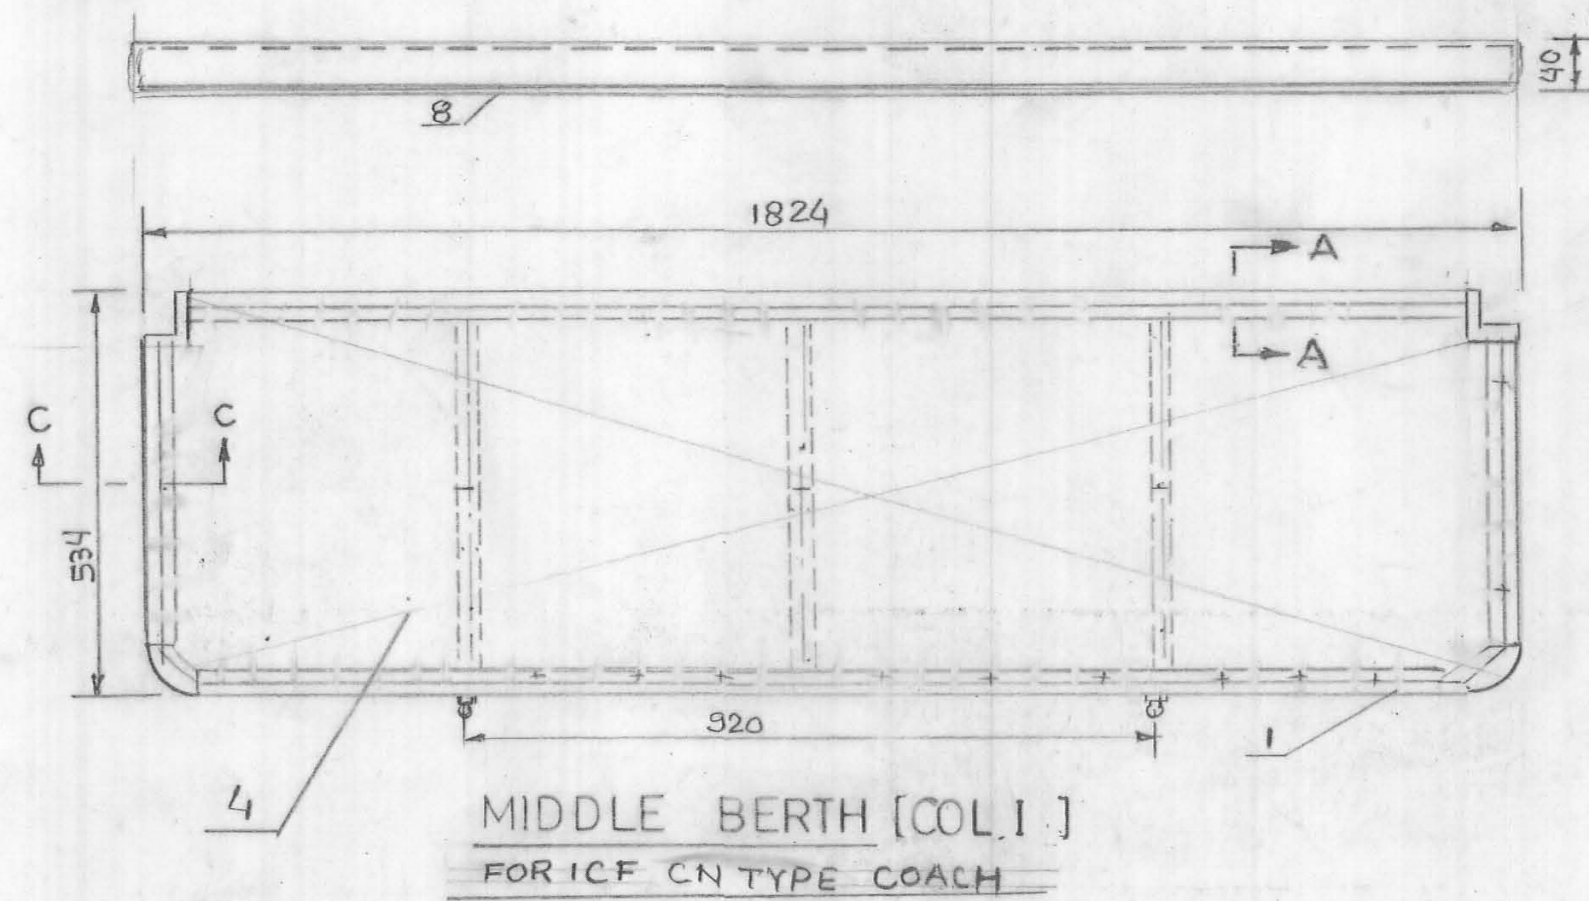 40
8
1824
A
A
C C
534
920
1
4
MIDDLE BERTH [COL.I.]
FOR ICF CN TYPE COACH